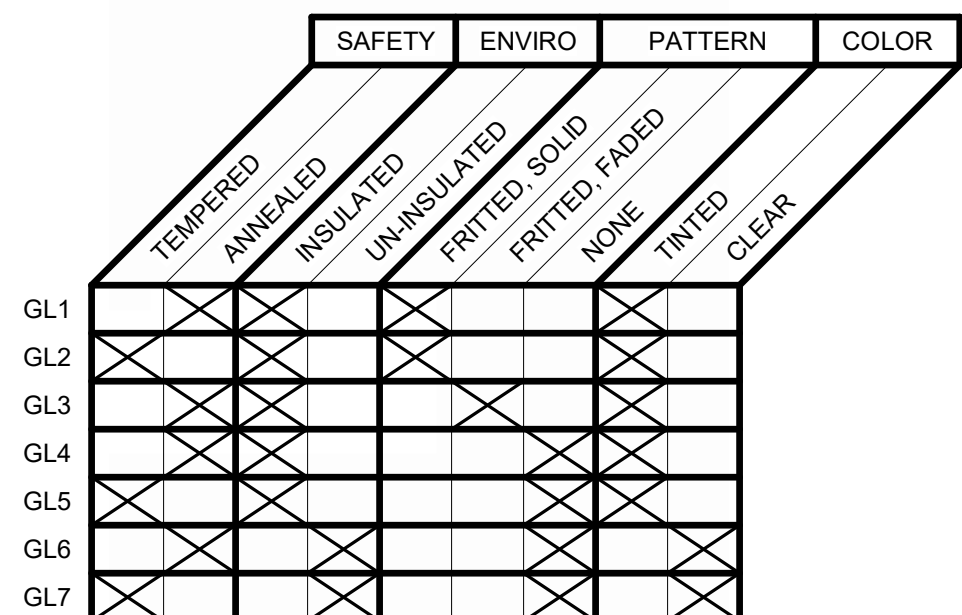 SAFETY ENVIRO PATTERN COLOR
TEMPERED
ANNEALED
INSULATED
UN-INSULATED
FRITTED, SOLID
FRITTED, FADED
NONE
TINTED
CLEAR
GL1
GL2
GL3
GL4
GL5
GL6
GL7